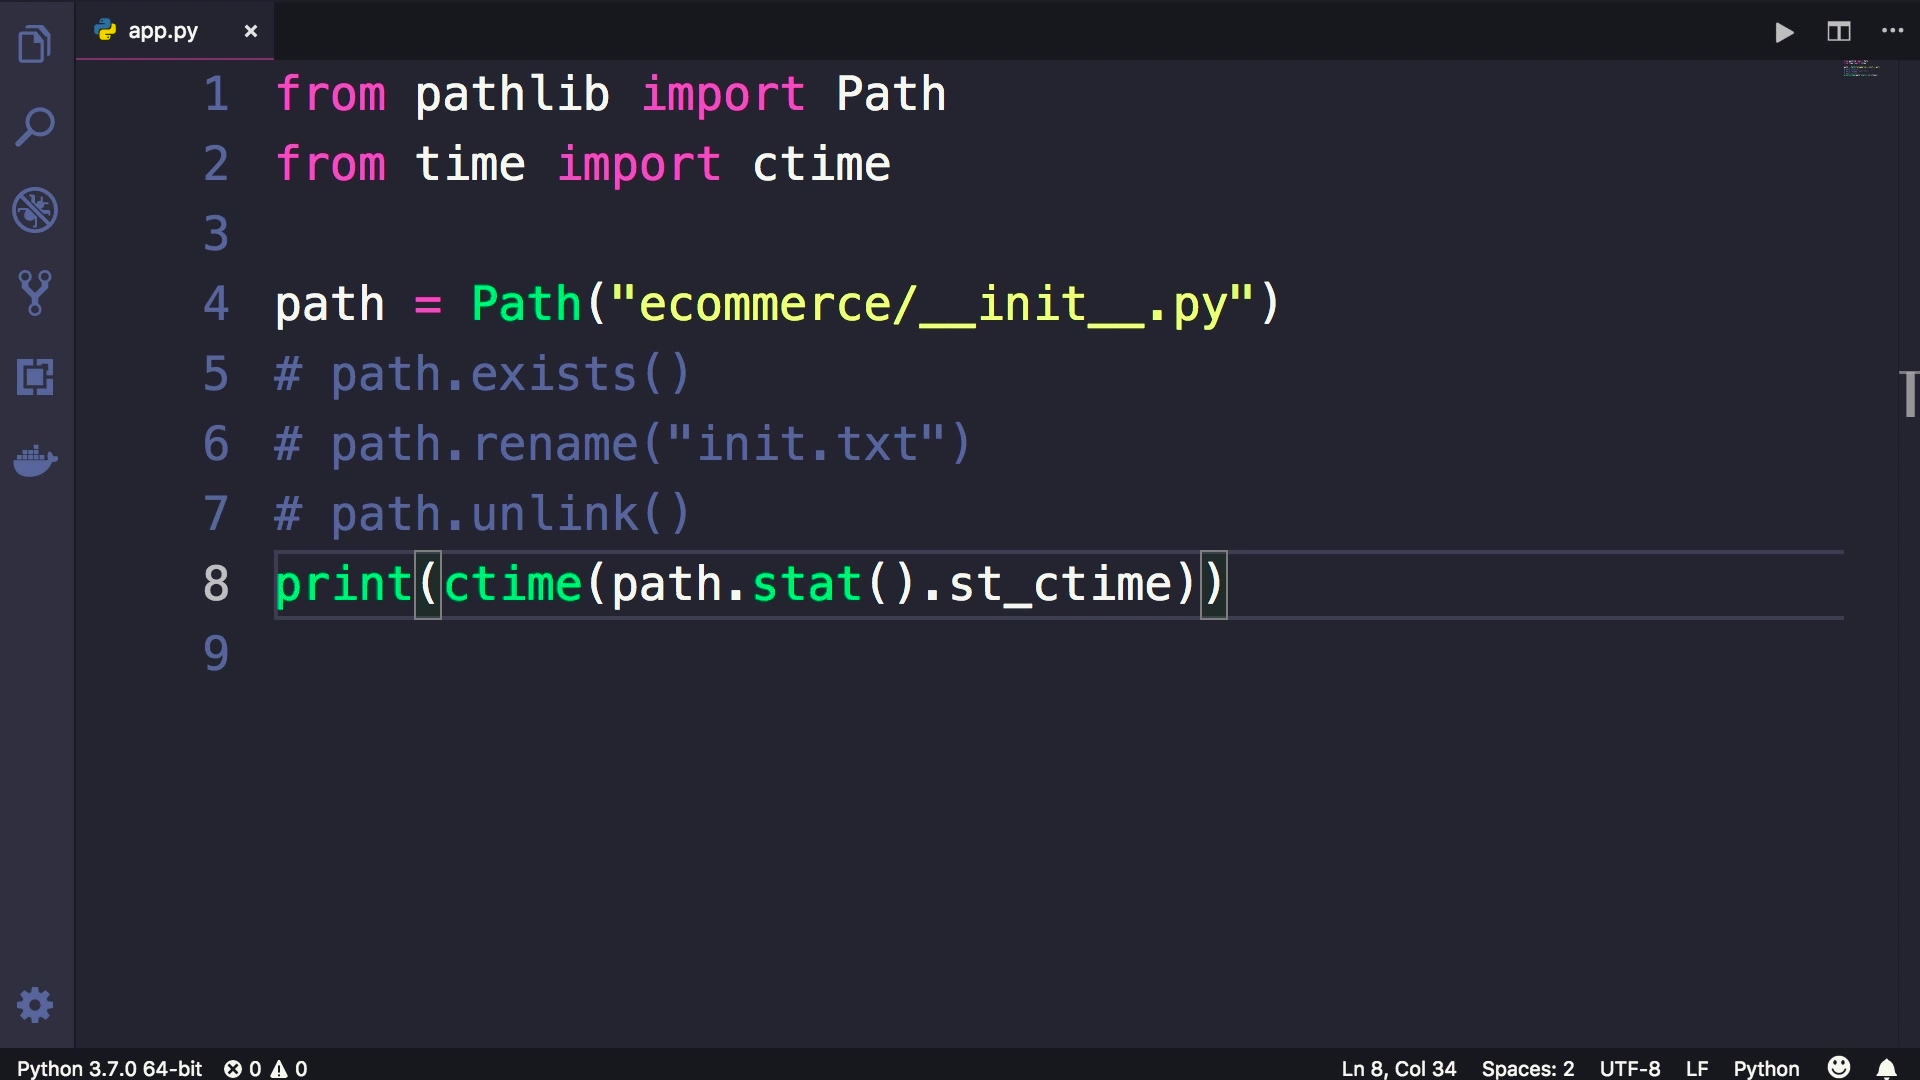 app.py
1 from pathlib import Path
2 from time import ctime
3
4 path = Path("ecommerce/__init__.py")
5 # path.exists()
6 # path.rename("init.txt")
7 # path.unlink()
8 print(ctime(path.stat().st_ctime))
9
Python 3.7.0 64-bit 0 0 Ln 8, Col 34 Spaces: 2 UTF-8 LF Python